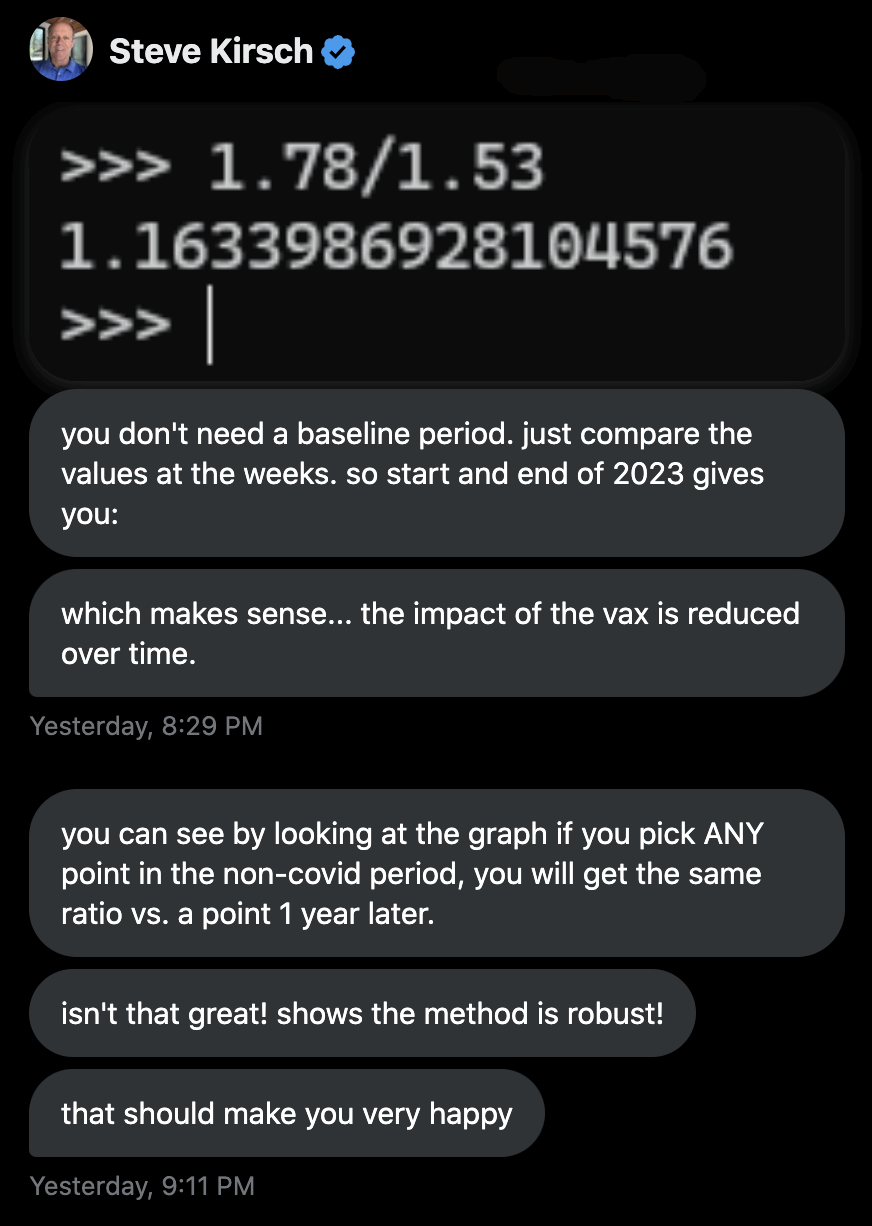 Steve Kirsch
>>> 1.78/1.53
1.1633986928104576
>>>
you don't need a baseline period. just compare the
values at the weeks. so start and end of 2023 gives
you:
which makes sense... the impact of the vax is reduced
over time.
Yesterday, 8:29 PM
you can see by looking at the graph if you pick ANY
point in the non-covid period, you will get the same
ratio vs. a point 1 year later.
isn't that great! shows the method is robust!
that should make you very happy
Yesterday, 9:11 PM